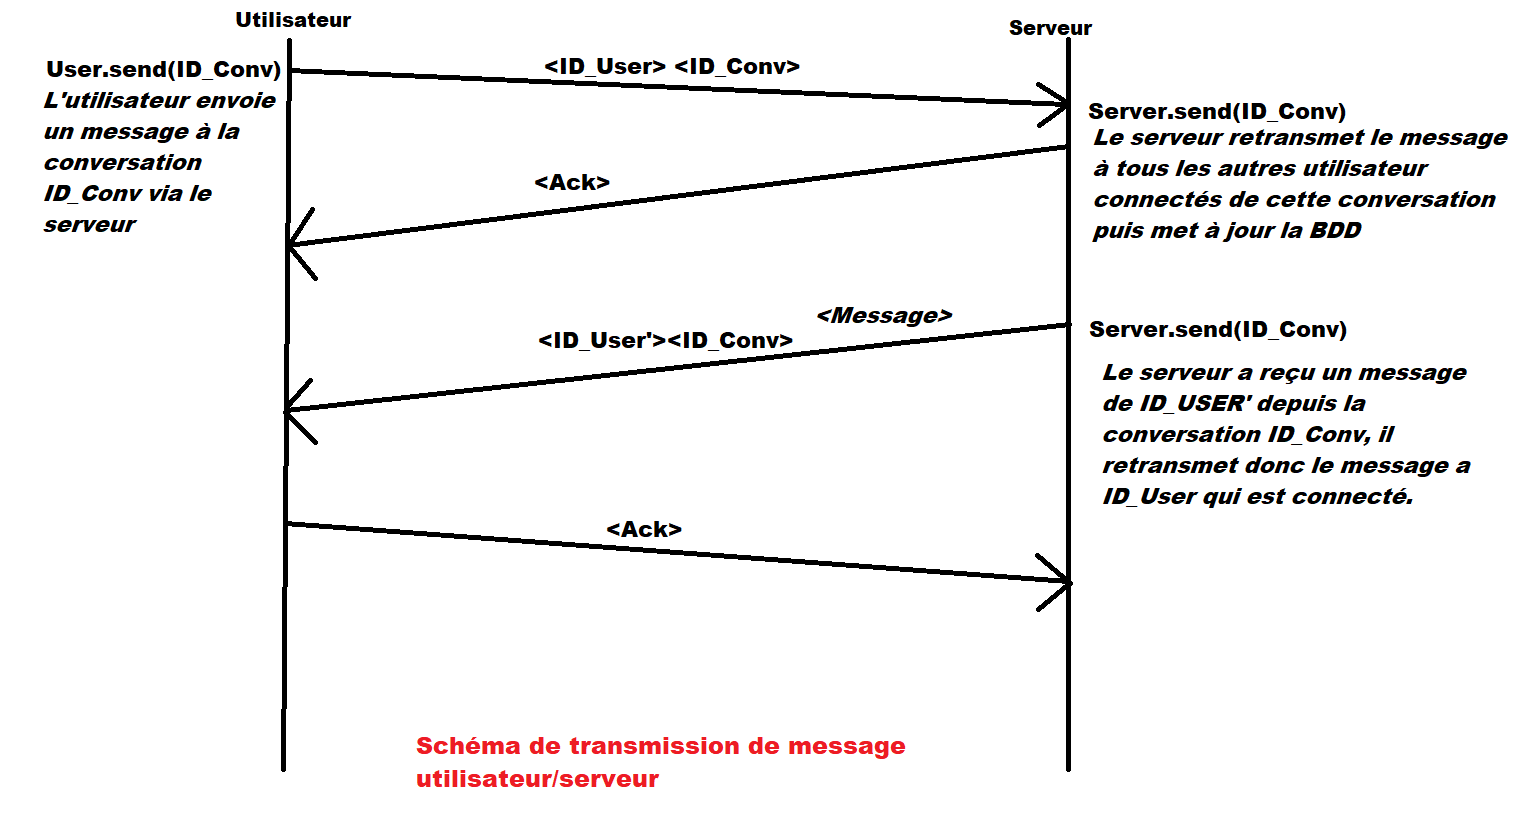 Utilisateur
Serveur
User.send(ID_Conv)
L'utilisateur envoie
un message à la
conversation
ID_Conv via le
serveur
<ID_User> <ID_Conv>
Server.send(ID_Conv)
Le serveur retransmet le message
à tous les autres utilisateur
connectés de cette conversation
puis met à jour la BDD
<Ack>
<Message>
<ID_User'><ID_Conv>
Server.send(ID_Conv)
Le serveur a reçu un message
de ID_USER' depuis la
conversation ID_Conv, il
retransmet donc le message a
ID_User qui est connecté.
<Ack>
Schéma de transmission de message
utilisateur/serveur